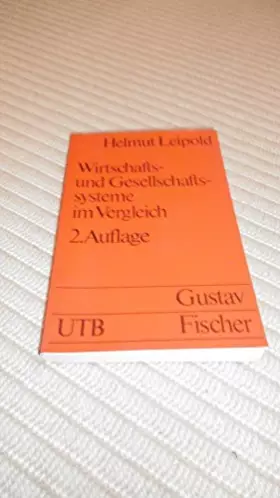 Helmut Leipold
Wirtschafts-
und Gesellschafts-
systeme
im Vergleich
2. Auflage
Gustav
UTB Fischer